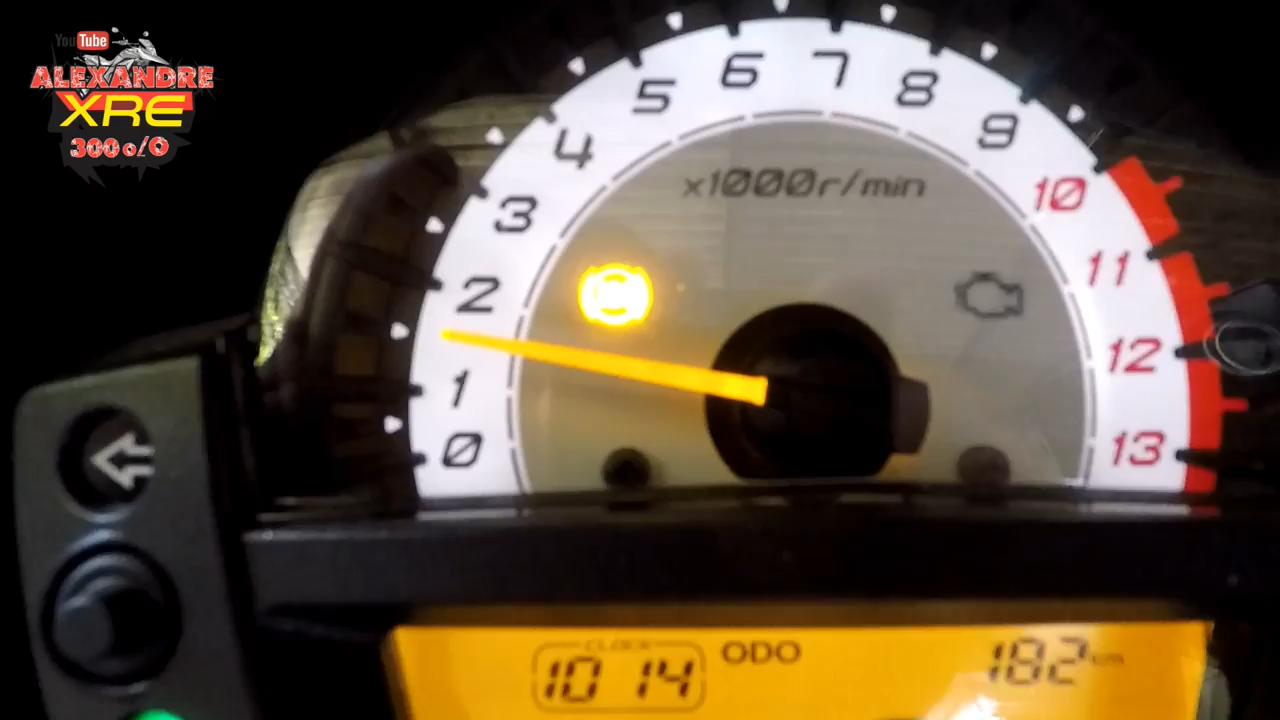 YouTube
ALEXANDRE
XRE
300 o/O
0 1 2 3 4 5 6 7 8 9 10 11 12 13
x1000r/min
CLOCK
10 14
ODO
182 km